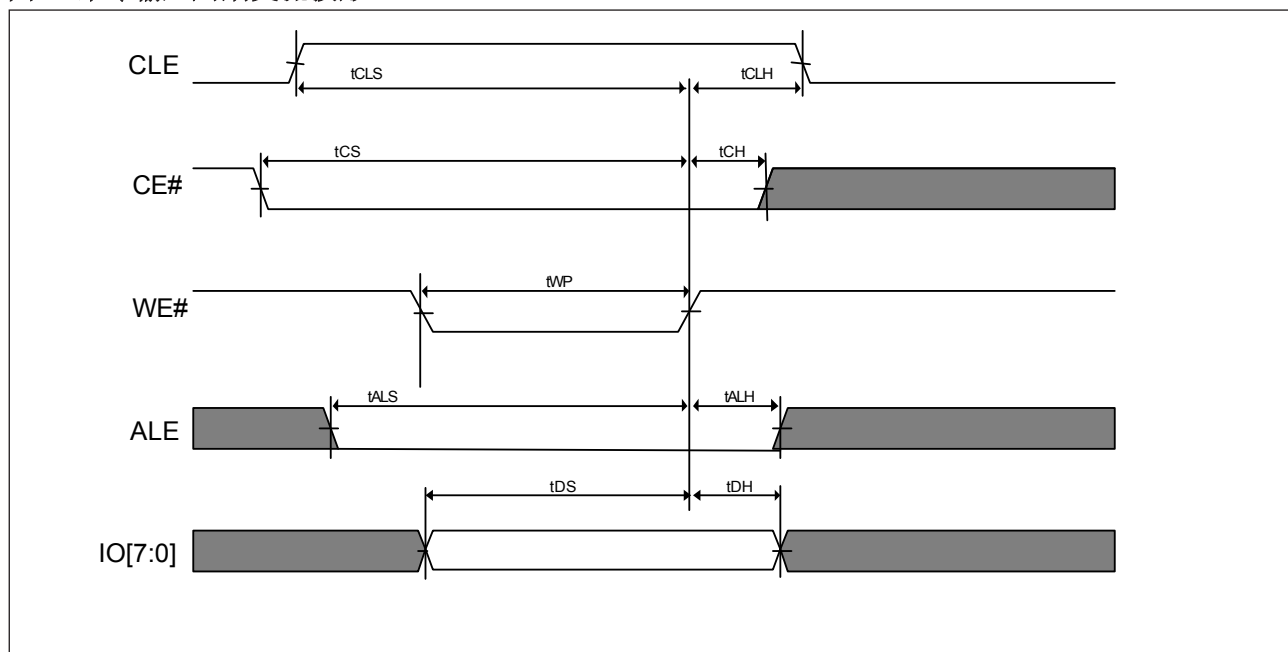 CLE
tCLS
tCLH
tCS
tCH
CE#
tWP
WE#
tALS
tALH
ALE
tDS
tDH
IO[7:0]